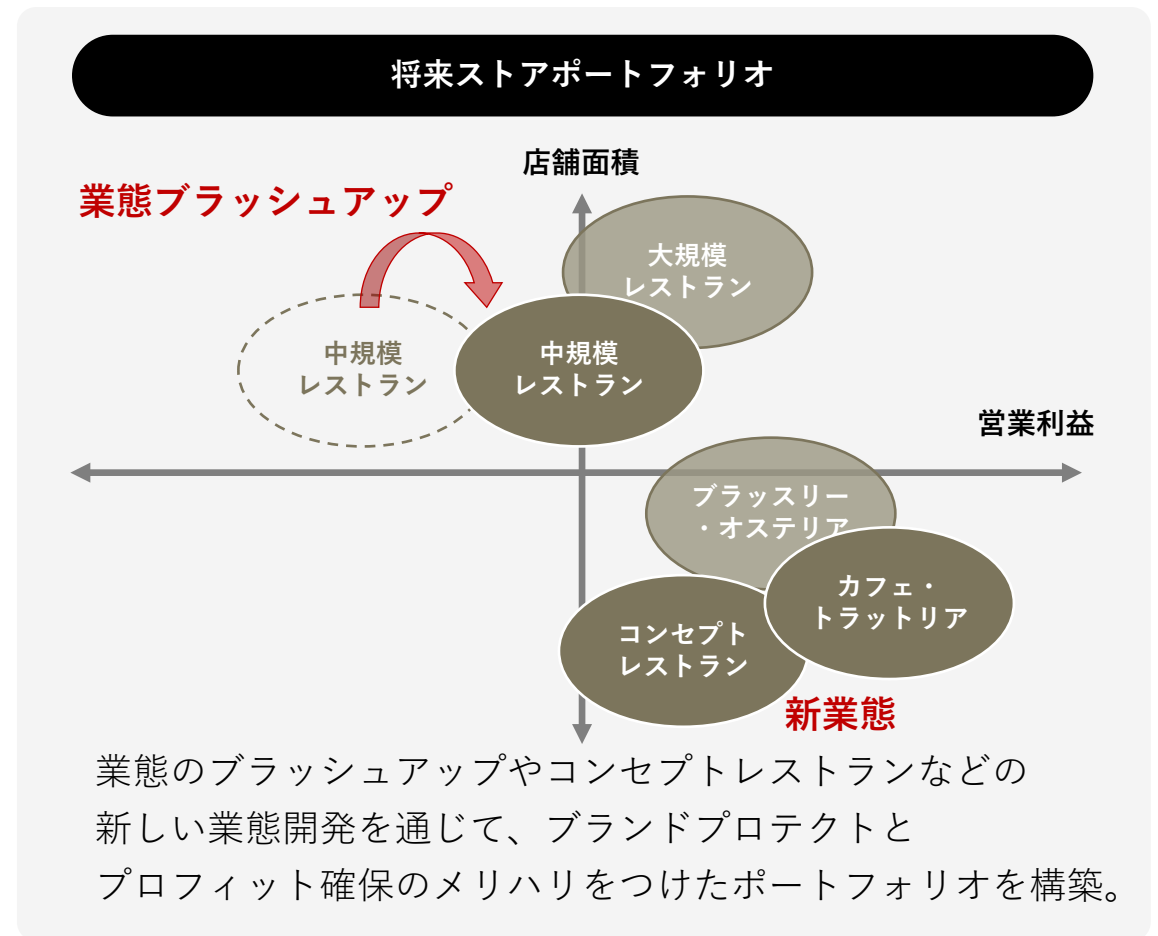 将来ストアポートフォリオ
店舗面積
業態ブラッシュアップ
大規模
レストラン
中規模
レストラン
中規模
レストラン
営業利益
ブラッスリー
・オステリア
カフェ・
トラットリア
コンセプト
レストラン
新業態
業態のブラッシュアップやコンセプトレストランなどの
新しい業態開発を通じて、ブランドプロテクトと
プロフィット確保のメリハリをつけたポートフォリオを構築。